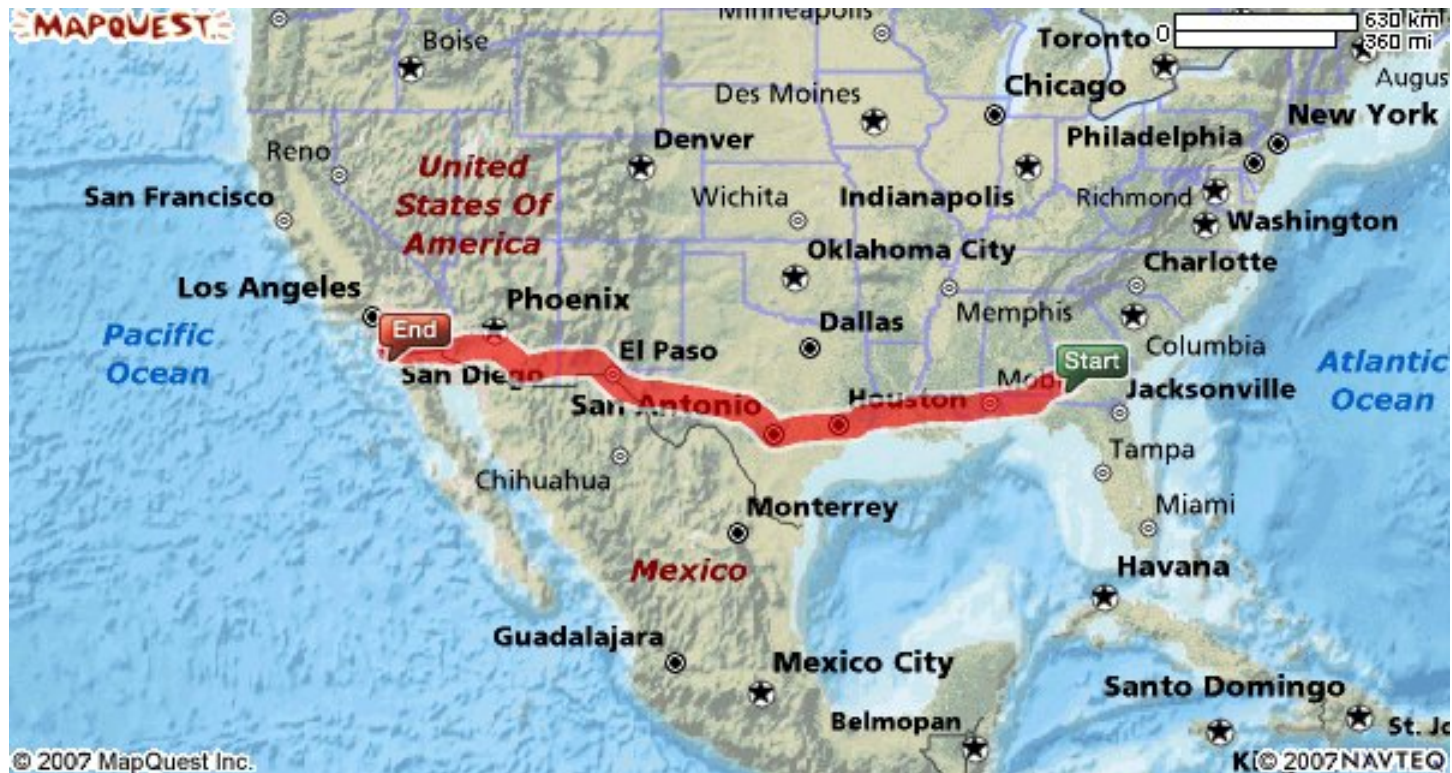 MAPQUEST.
Minneapolis
0
630 km
360 mi
Boise
Toronto
Augus
Des Moines
Chicago
New York
Denver
Philadelphia
Reno
United
States Of
America
San Francisco
Wichita
Indianapolis
Richmond
Washington
Oklahoma City
Charlotte
Los Angeles
Phoenix
Memphis
Pacific
Ocean
End
Dallas
Columbia
El Paso
Start
Atlantic
Ocean
San Diego
Mobi
Jacksonville
San Antonio
Houston
Tampa
Chihuahua
Monterrey
Miami
Mexico
Havana
Guadalajara
Mexico City
Santo Domingo
Belmopan
St. Jo
© 2007 MapQuest Inc.
Ki
© 2007 NAVTEQ